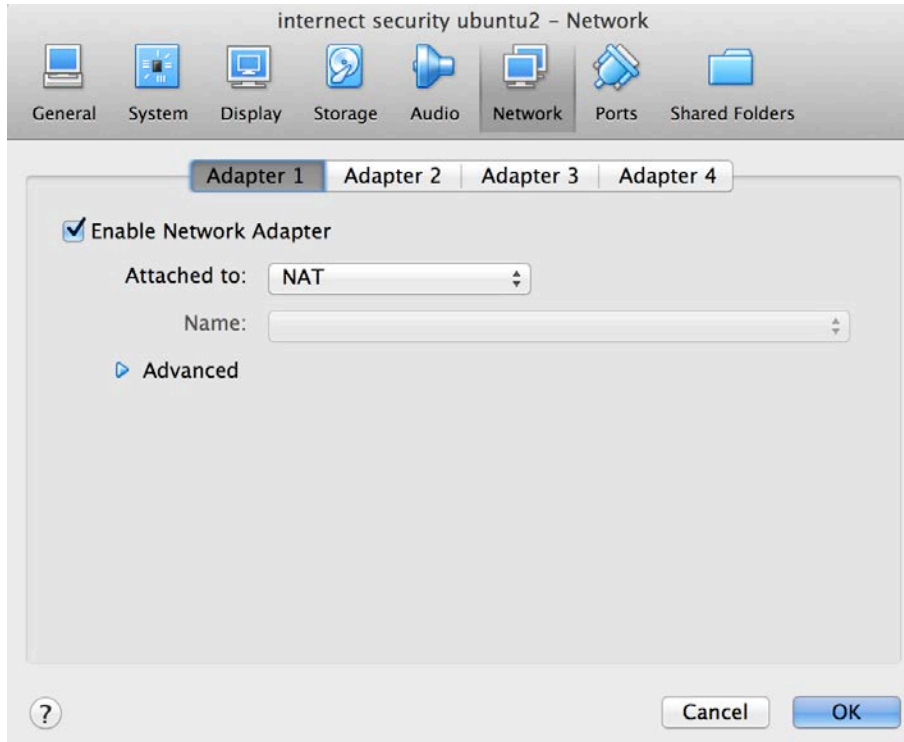 internect security ubuntu2 – Network
General System Display Storage Audio Network Ports Shared Folders
Adapter 1 Adapter 2 Adapter 3 Adapter 4
Enable Network Adapter
Attached to: NAT
Name:
Advanced
? Cancel OK